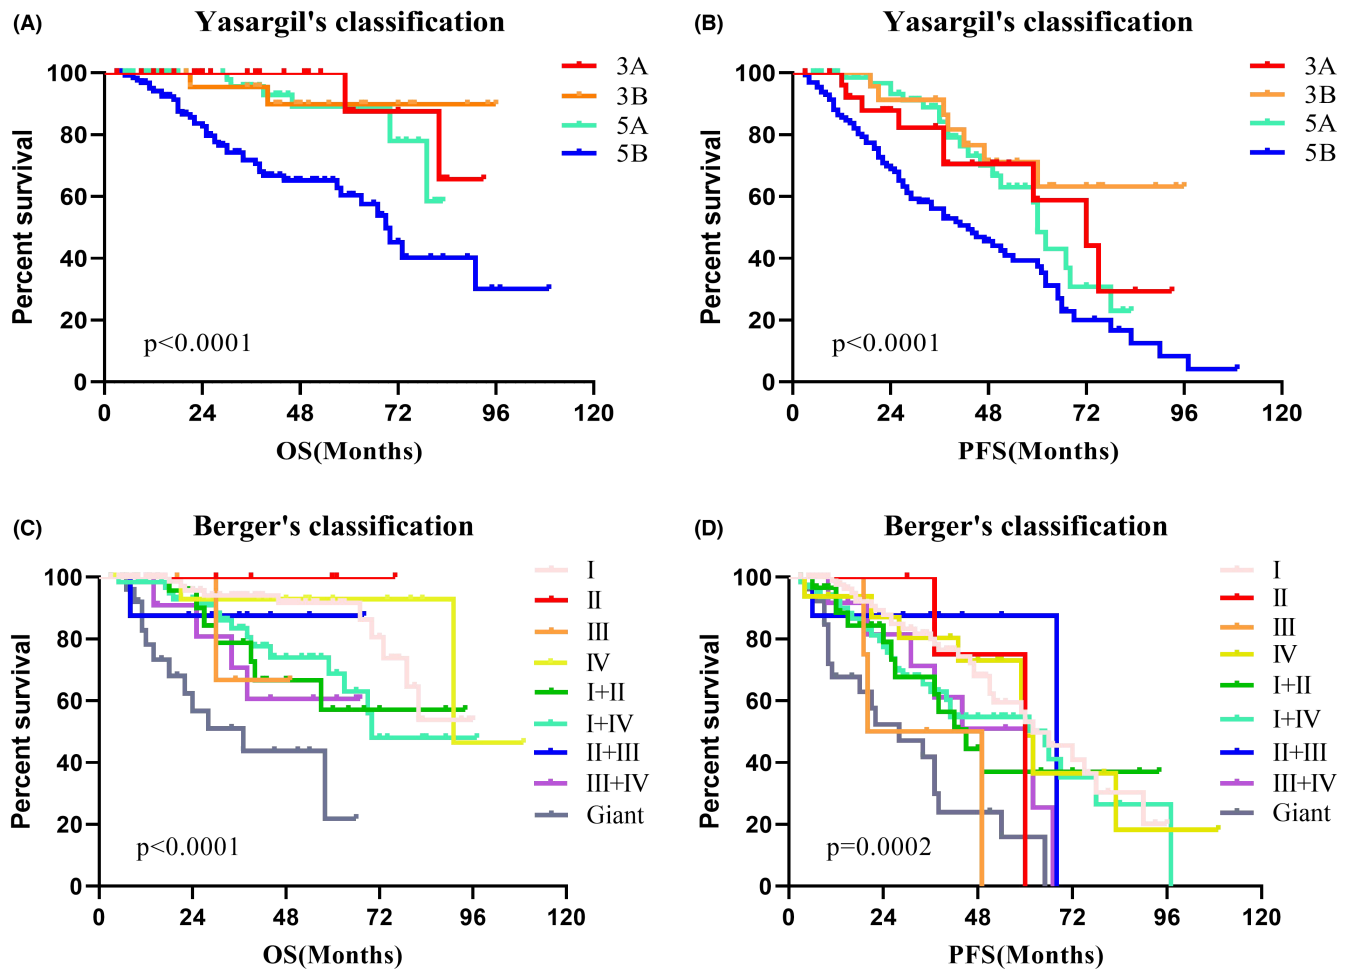 (A)
Yasargil's classification
Percent survival
100
80
60
40
20
0
0 24 48 72 96 120
OS(Months)
p<0.0001
3A
3B
5A
5B
(B)
Yasargil's classification
Percent survival
100
80
60
40
20
0
0 24 48 72 96 120
PFS(Months)
p<0.0001
3A
3B
5A
5B
(C)
Berger's classification
Percent survival
100
80
60
40
20
0
0 24 48 72 96 120
OS(Months)
p<0.0001
I
II
III
IV
I+II
I+IV
II+III
III+IV
Giant
(D)
Berger's classification
Percent survival
100
80
60
40
20
0
0 24 48 72 96 120
PFS(Months)
p=0.0002
I
II
III
IV
I+II
I+IV
II+III
III+IV
Giant